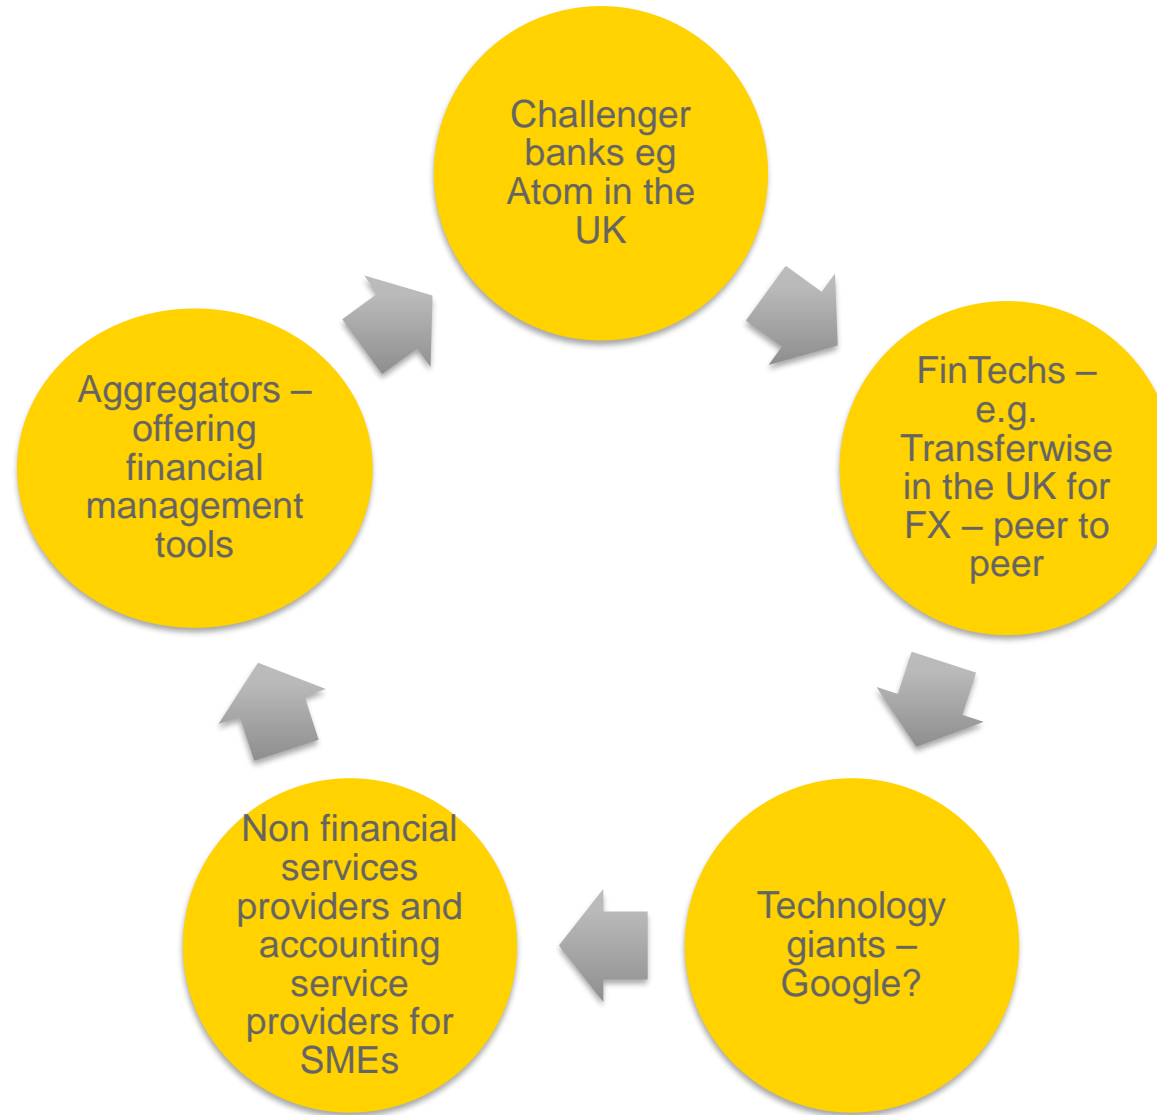 Challenger
banks eg
Atom in the
UK
FinTechs –
e.g.
Transferwise
in the UK for
FX – peer to
peer
Technology
giants –
Google?
Non financial
services
providers and
accounting
service
providers for
SMEs
Aggregators –
offering
financial
management
tools